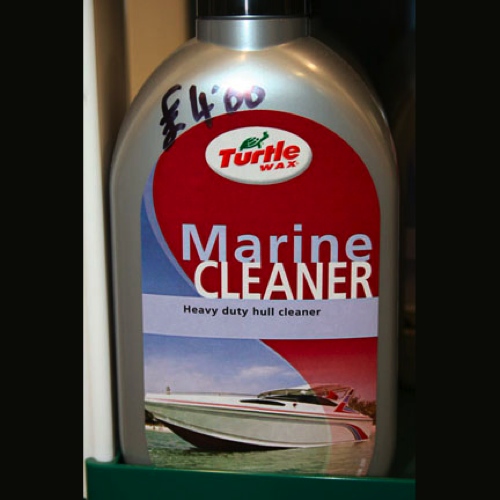 £4.00
Turtle
WAX®
Marine
CLEANER
Heavy duty hull cleaner